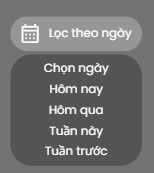 Lọc theo ngày
Chọn ngày
Hôm nay
Hôm qua
Tuần này
Tuần trước